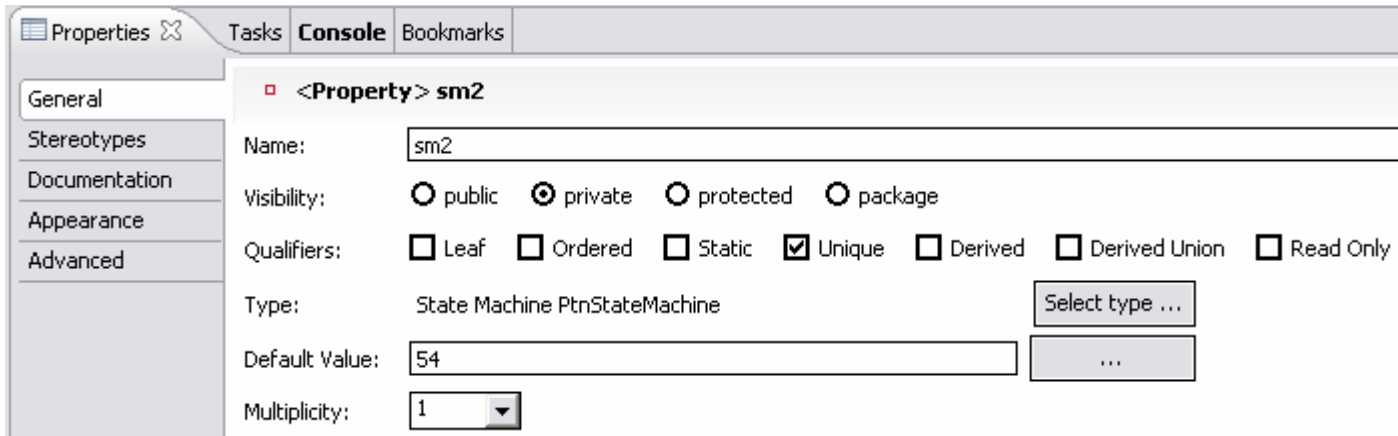 Properties Tasks Console Bookmarks
General
Stereotypes
Documentation
Appearance
Advanced
<Property> sm2
Name: sm2
Visibility: public private protected package
Qualifiers: Leaf Ordered Static Unique Derived Derived Union Read Only
Type: State Machine PtnStateMachine Select type ...
Default Value: 54 ...
Multiplicity: 1